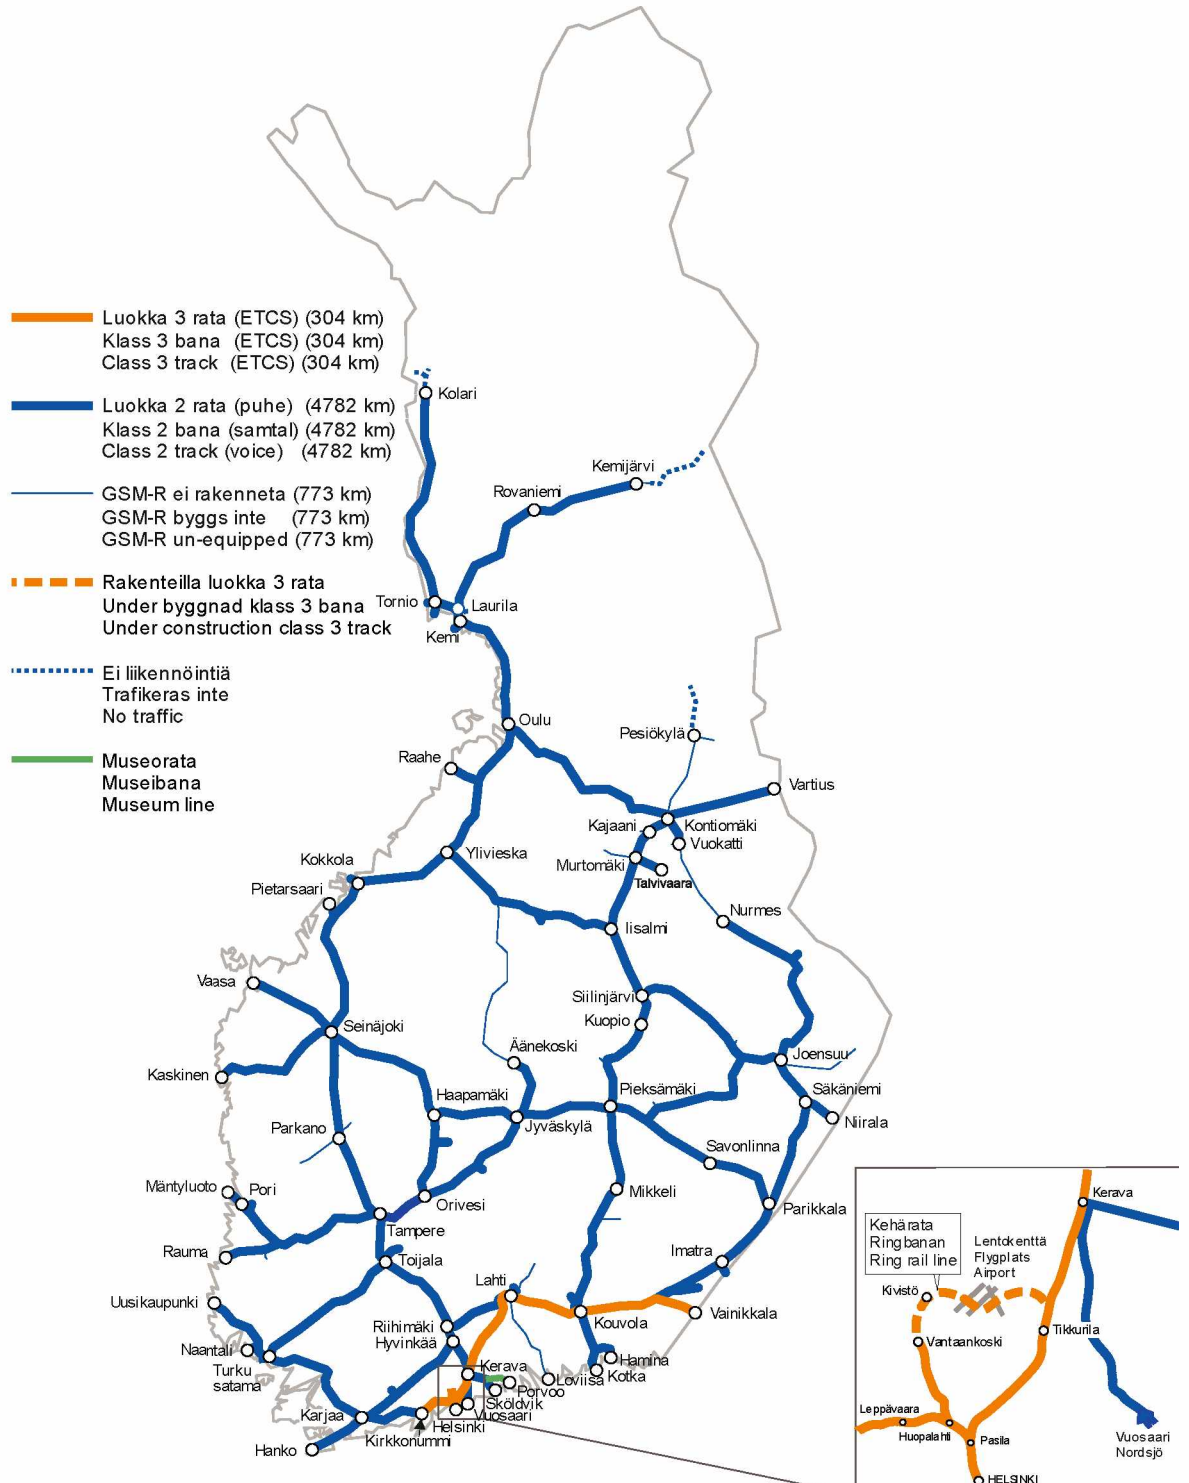 Luokka 3 rata (ETCS) (304 km)
Klass 3 bana (ETCS) (304 km)
Class 3 track (ETCS) (304 km)
Luokka 2 rata (puhe) (4782 km)
Klass 2 bana (samtal) (4782 km)
Class 2 track (voice) (4782 km)
GSM-R ei rakenneta (773 km)
GSM-R byggs inte (773 km)
GSM-R un-equipped (773 km)
Rakenteilla luokka 3 rata
Under byggnad klass 3 bana
Under construction class 3 track
Ei liikennöintiä
Trafikeras inte
No traffic
Museorata
Museibana
Museum line
Kolari
Kemijärvi
Rovaniemi
Tornio
Laurila
Kemi
Oulu
Pesiökylä
Raahe
Vartius
Kajaani
Kontiomäki
Vuokatti
Ylivieska
Murtomäki
Talvivaara
Kokkola
Pietarsaari
Nurmes
Iisalmi
Vaasa
Siilinjärvi
Kuopio
Seinäjoki
Äänekoski
Joensuu
Kaskinen
Haapamäki
Pieksämäki
Säkäniemi
Niirala
Parkano
Jyväskylä
Savonlinna
Mäntyluoto
Pori
Orivesi
Mikkeli
Parikkala
Tampere
Rauma
Toijala
Imatra
Lahti
Uusikaupunki
Riihimäki
Kouvola
Vainikkala
Hyvinkää
Naantali
Turku
satama
Kerava
Hamina
Kotka
Loviisa
Porvoo
Sköldvik
Vuosaari
Karjaa
Helsinki
Kirkkonummi
Hanko
Kerava
Kehärata
Ringbanan
Ring rail line
Lentokenttä
Flygplats
Airport
Kivistö
Vantaankoski
Tikkurila
Leppävaara
Huopalahti
Pasila
Vuosaari
Nordsjö
HELSINKI